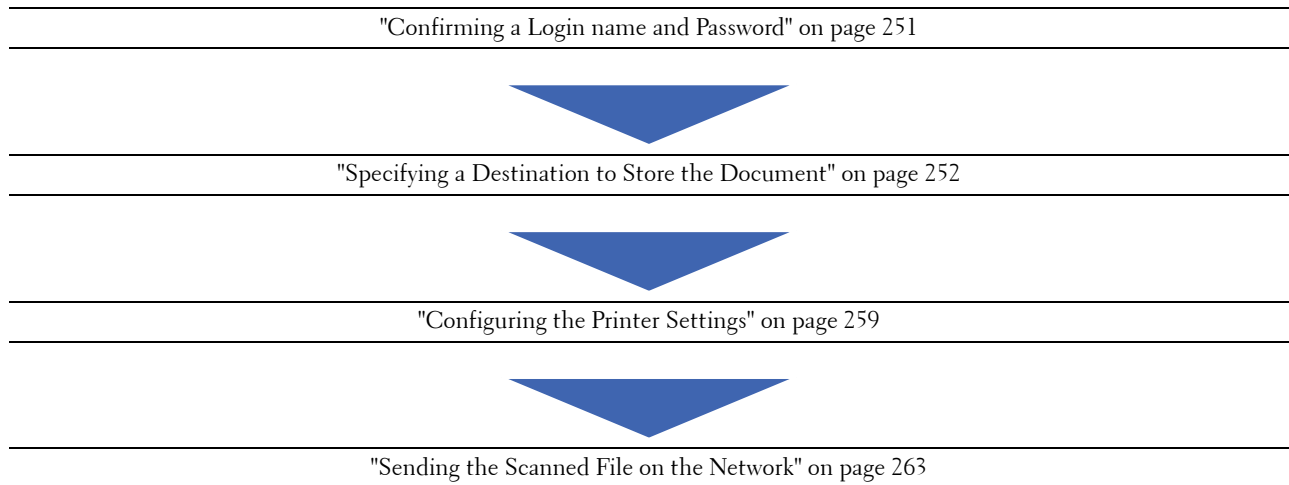 "Confirming a Login name and Password" on page 251
"Specifying a Destination to Store the Document" on page 252
"Configuring the Printer Settings" on page 259
"Sending the Scanned File on the Network" on page 263